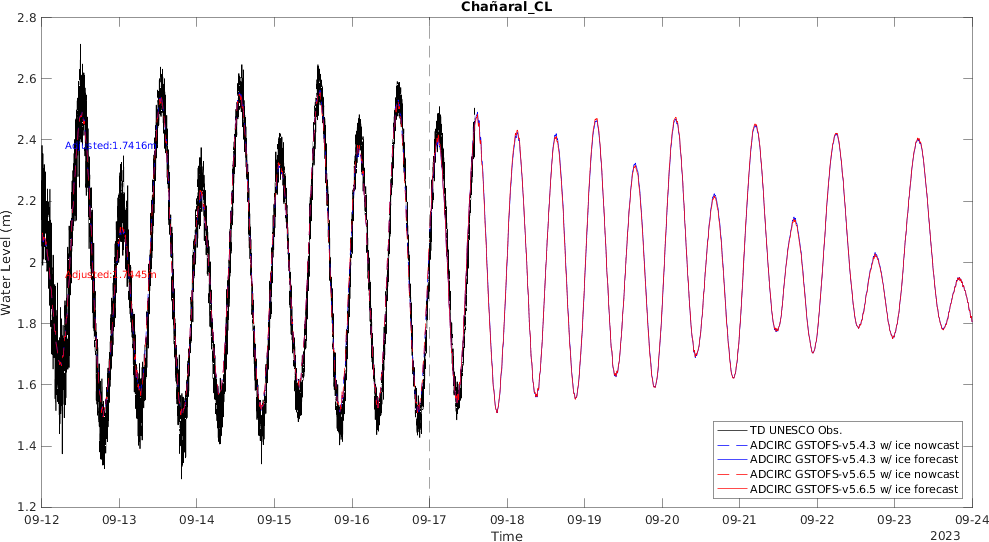 Chañaral_CL
2.8
2.6
2.4
2.2
2
1.8
1.6
1.4
1.2
Water Level (m)
Adjusted:1.7416m
Adjusted:1.7445m
TD UNESCO Obs.
ADCIRC GSTOFS-v5.4.3 w/ ice nowcast
ADCIRC GSTOFS-v5.4.3 w/ ice forecast
ADCIRC GSTOFS-v5.6.5 w/ ice nowcast
ADCIRC GSTOFS-v5.6.5 w/ ice forecast
09-12 09-13 09-14 09-15 09-16 09-17 09-18 09-19 09-20 09-21 09-22 09-23 09-24
Time
2023